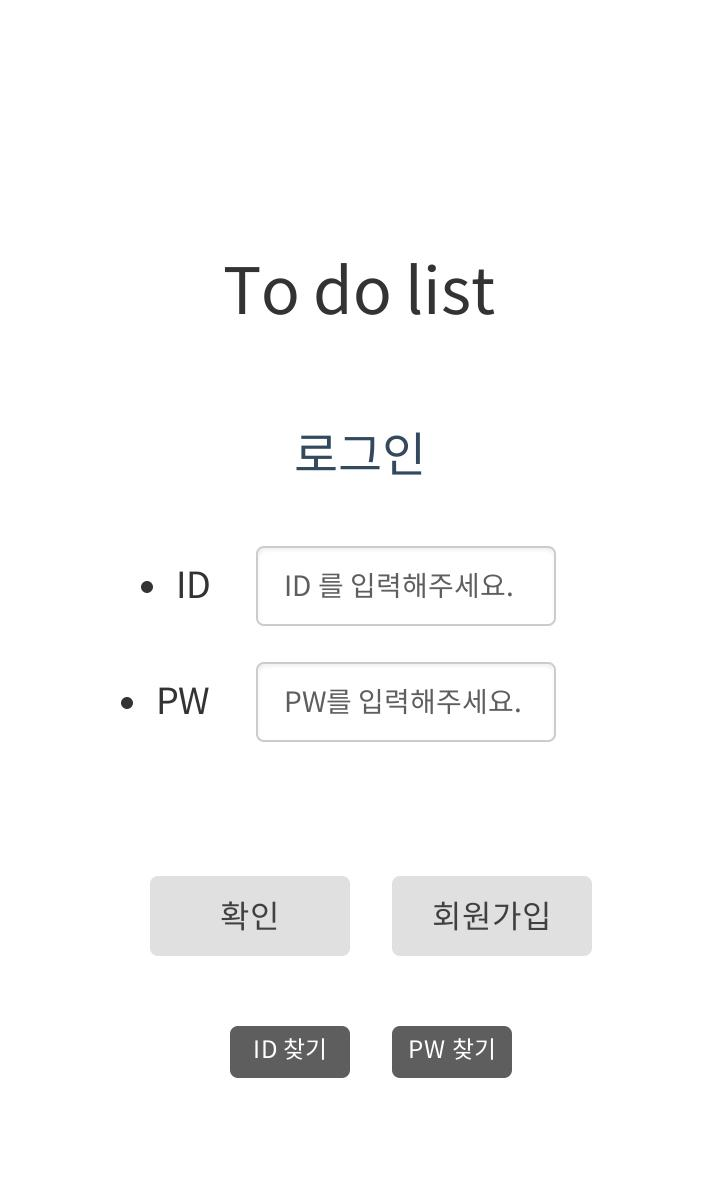 To do list
로그인
• ID
ID 를 입력해주세요.
• PW
PW를 입력해주세요.
확인
회원가입
ID 찾기
PW 찾기